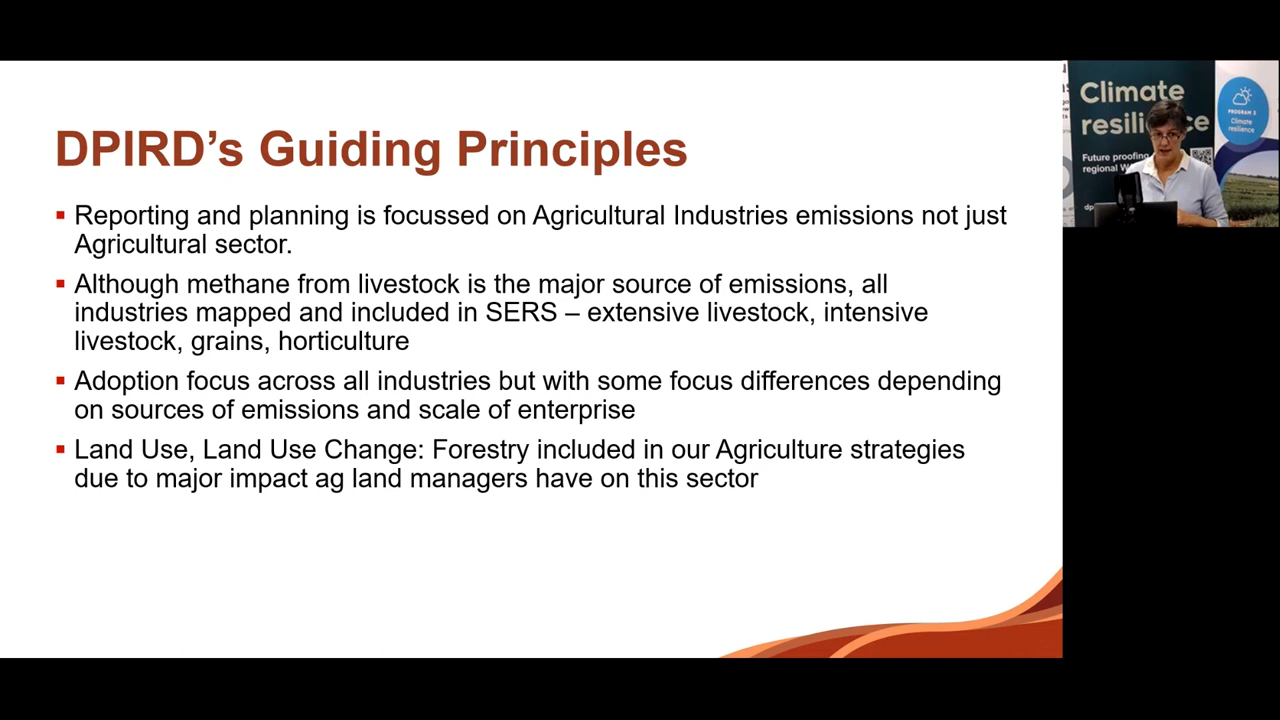 DPIRD's Guiding Principles
▪ Reporting and planning is focussed on Agricultural Industries emissions not just
Agricultural sector.
▪ Although methane from livestock is the major source of emissions, all
industries mapped and included in SERS – extensive livestock, intensive
livestock, grains, horticulture
▪ Adoption focus across all industries but with some focus differences depending
on sources of emissions and scale of enterprise
▪ Land Use, Land Use Change: Forestry included in our Agriculture strategies
due to major impact ag land managers have on this sector
Climate
Future proofing
regional
PROGRAM 2
Climate
resilience